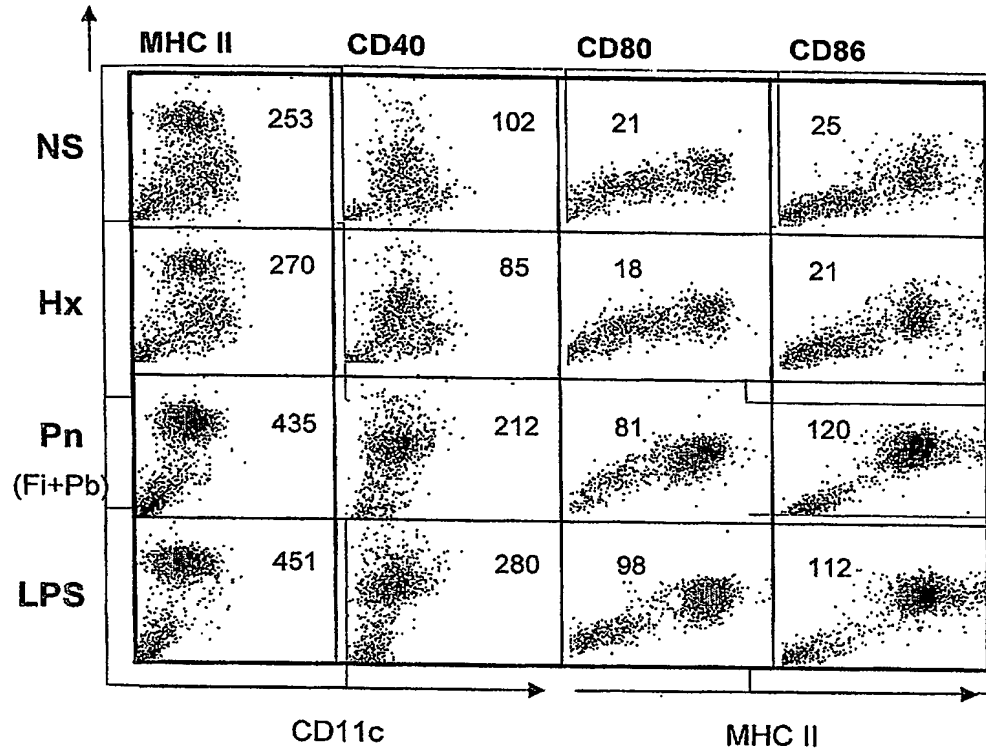 MHC II CD40 CD80 CD86
NS 253 102 21 25
Hx 270 85 18 21
Pn 435 212 81 120
(Fi+Pb)
LPS 451 280 98 112
CD11c MHC II